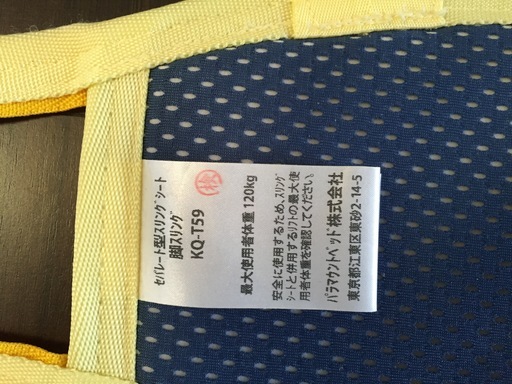 セパレート型スリングシート
脚スリング
KQ-T59
検
最大使用者体重 120kg
安全に使用するため、スリング
シートと併用するリフトの最大使
用者体重を確認してください。
パラマウントベッド株式会社
東京都江東区東砂2-14-5